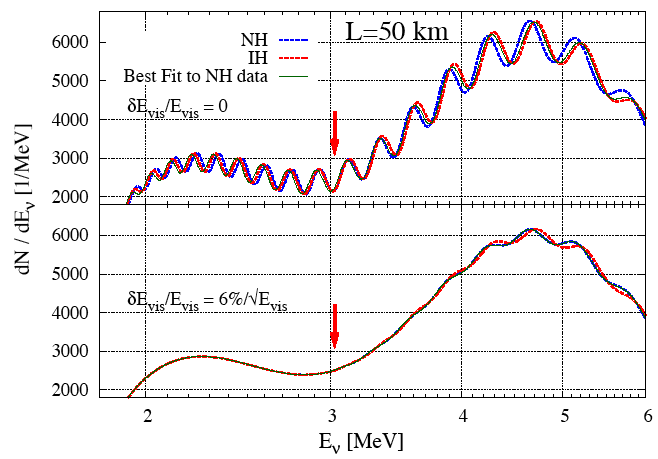 L=50 km
NH
IH
Best Fit to NH data
δE_vis/E_vis = 0
6000
5000
4000
3000
2000
dN / dE_ν [1/MeV]
6000
5000
4000
3000
2000
δE_vis/E_vis = 6%/√E_vis
2 3 4 5 6
E_ν [MeV]